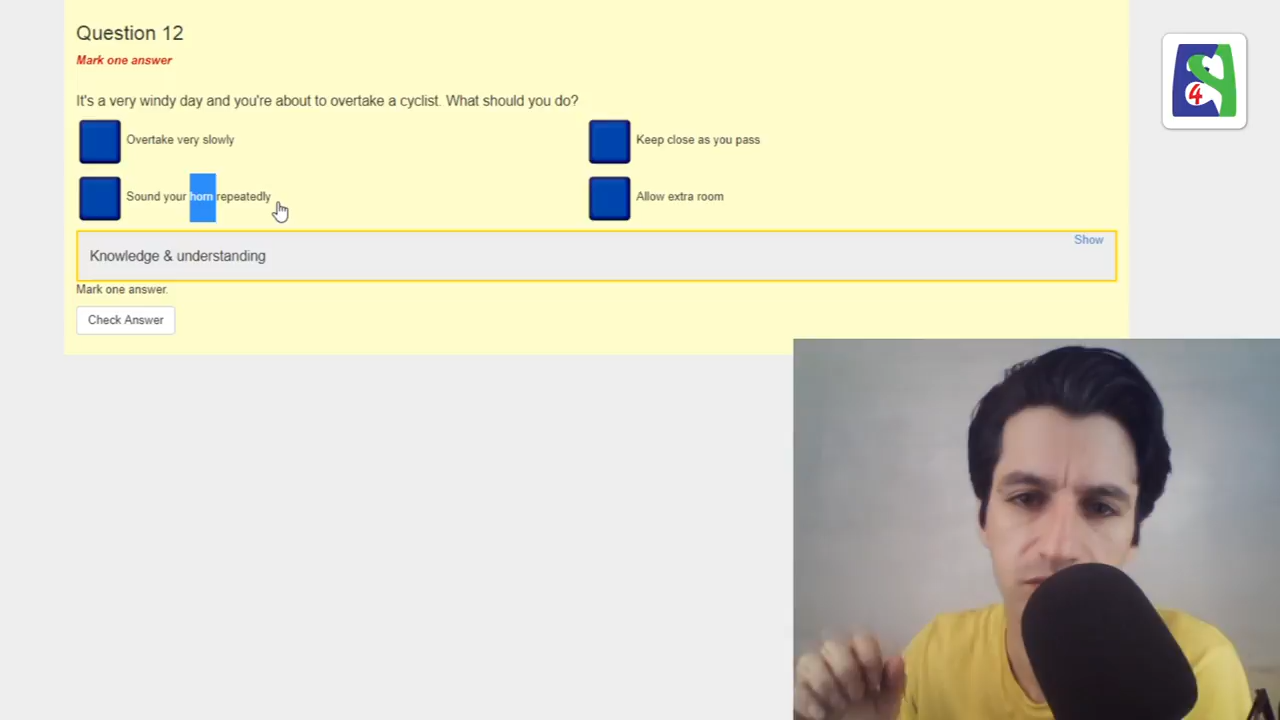 Question 12
Mark one answer
It's a very windy day and you're about to overtake a cyclist. What should you do?
Overtake very slowly
Keep close as you pass
Sound your horn repeatedly
Allow extra room
Show
Knowledge & understanding
Mark one answer.
Check Answer
4